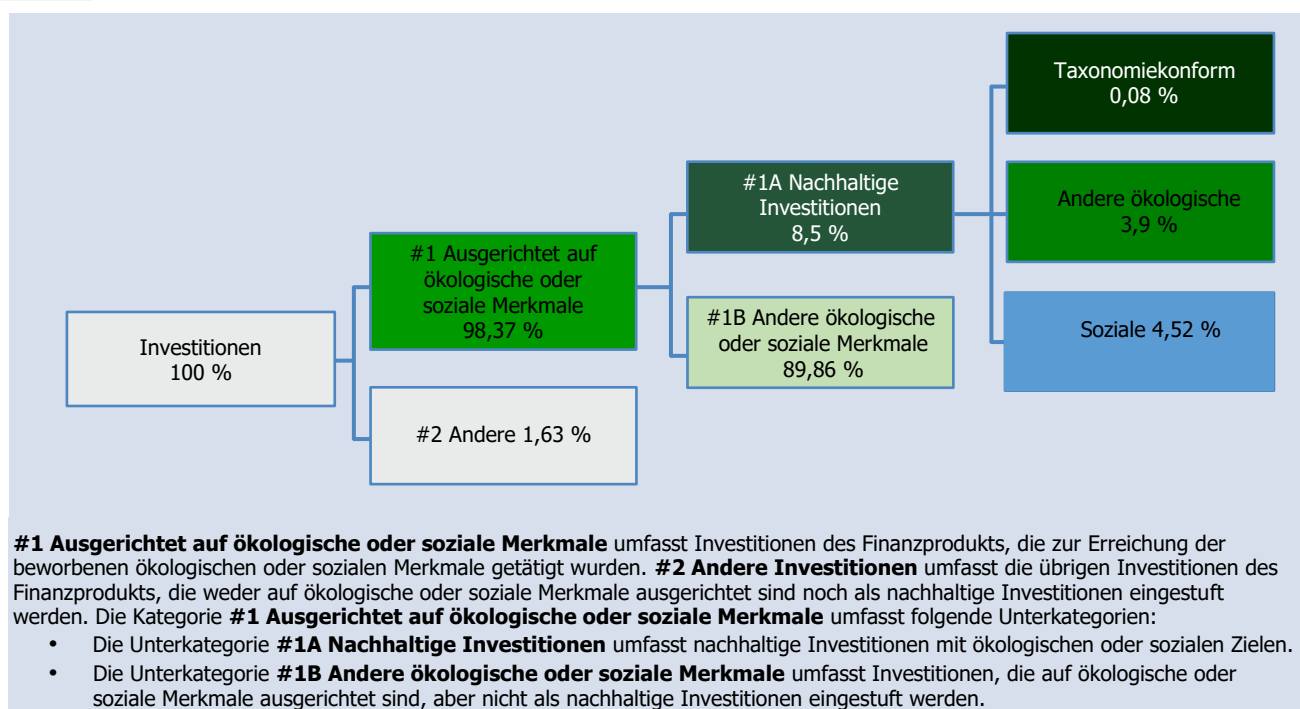 Investitionen
100 %
#1 Ausgerichtet auf
ökologische oder
soziale Merkmale
98,37 %
#2 Andere 1,63 %
#1A Nachhaltige
Investitionen
8,5 %
#1B Andere ökologische
oder soziale Merkmale
89,86 %
Taxonomiekonform
0,08 %
Andere ökologische
3,9 %
Soziale 4,52 %
#1 Ausgerichtet auf ökologische oder soziale Merkmale umfasst Investitionen des Finanzprodukts, die zur Erreichung der
beworbenen ökologischen oder sozialen Merkmale getätigt wurden. #2 Andere Investitionen umfasst die übrigen Investitionen des
Finanzprodukts, die weder auf ökologische oder soziale Merkmale ausgerichtet sind noch als nachhaltige Investitionen eingestuft
werden. Die Kategorie #1 Ausgerichtet auf ökologische oder soziale Merkmale umfasst folgende Unterkategorien:
• Die Unterkategorie #1A Nachhaltige Investitionen umfasst nachhaltige Investitionen mit ökologischen oder sozialen Zielen.
• Die Unterkategorie #1B Andere ökologische oder soziale Merkmale umfasst Investitionen, die auf ökologische oder
soziale Merkmale ausgerichtet sind, aber nicht als nachhaltige Investitionen eingestuft werden.